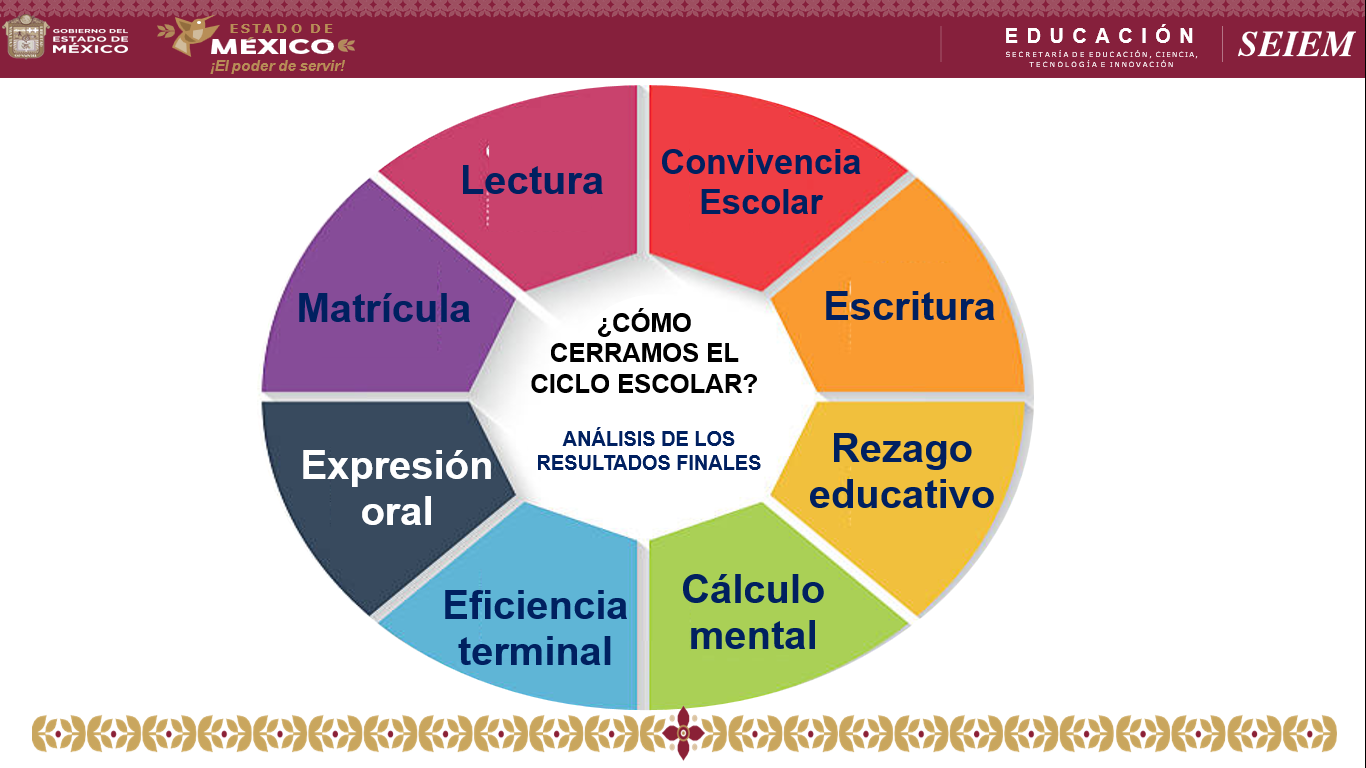 GOBIERNO DEL
ESTADO DE
MÉXICO
ESTADO DE
MÉXICO
¡El poder de servir!
EDUCACIÓN
SECRETARÍA DE EDUCACIÓN, CIENCIA,
TECNOLOGÍA E INNOVACIÓN
SEIEM
Lectura
Convivencia
Escolar
Matrícula
Escritura
¿CÓMO
CERRAMOS EL
CICLO ESCOLAR?
ANÁLISIS DE LOS
RESULTADOS FINALES
Expresión
oral
Rezago
educativo
Eficiencia
terminal
Cálculo
mental